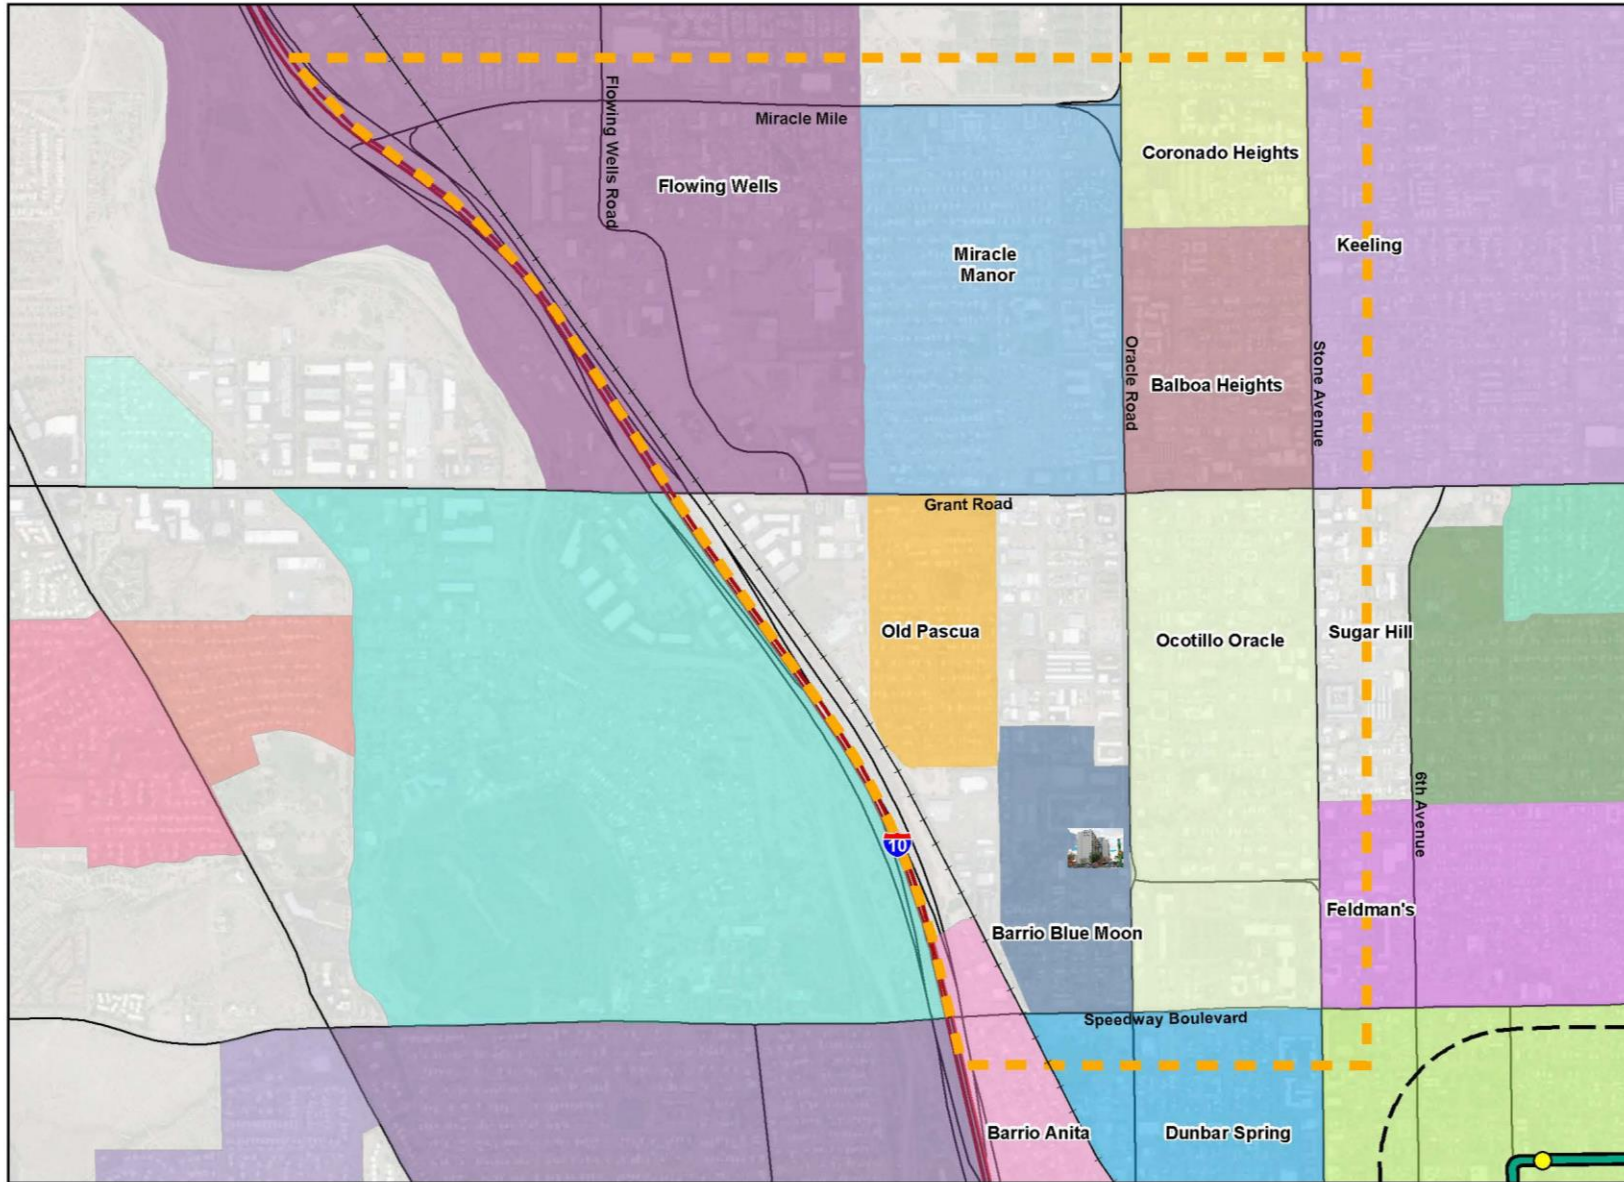 Miracle Mile
Flowing Wells Road
Coronado Heights
Flowing Wells
Keeling
Miracle
Manor
Oracle Road
Stone Avenue
Balboa Heights
Grant Road
Old Pascua
Ocotillo Oracle
Sugar Hill
6th Avenue
10
Feldman's
Barrio Blue Moon
Speedway Boulevard
Barrio Anita
Dunbar Spring